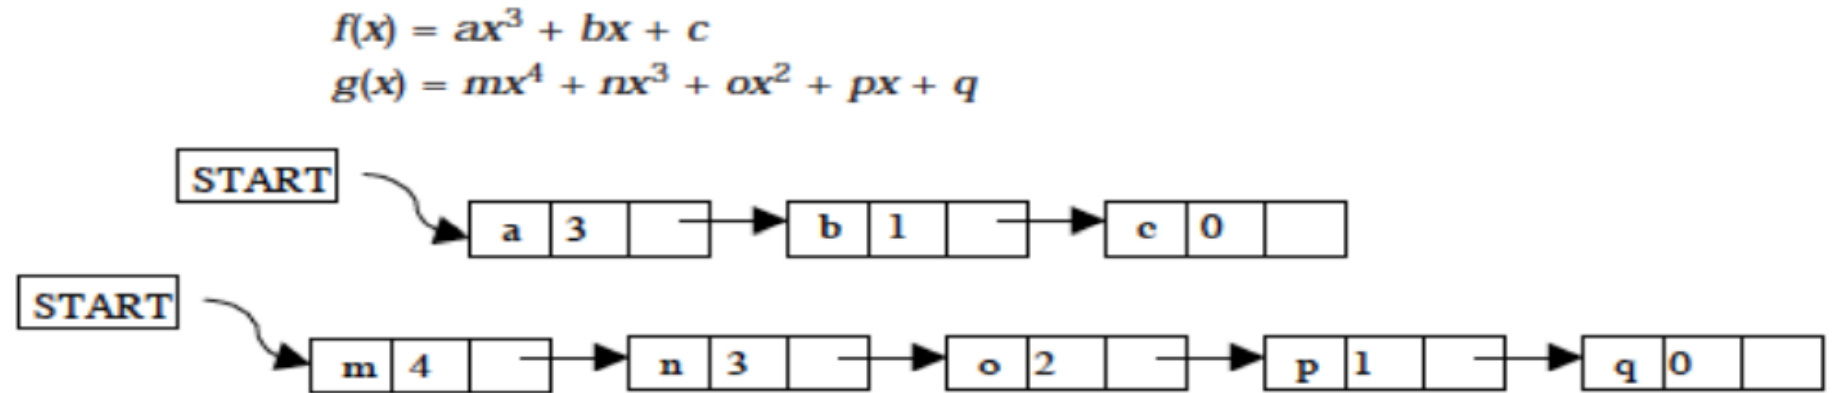 f(x) = ax³ + bx + c
g(x) = mx⁴ + nx³ + ox² + px + q
START
a 3 b 1 c 0
START
m 4 n 3 o 2 p 1 q 0